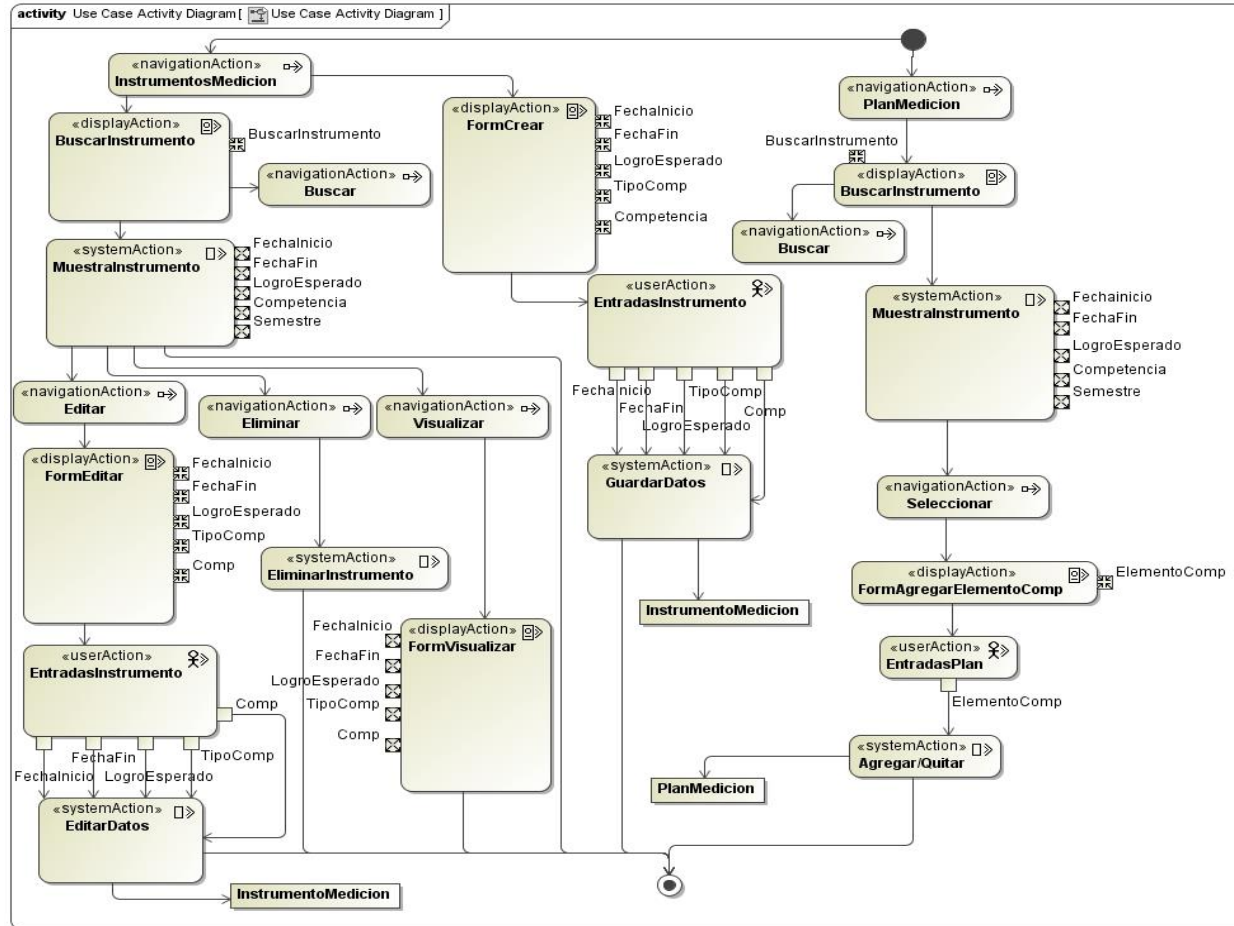 activity Use Case Activity Diagram [ Use Case Activity Diagram ]
«navigationAction»
InstrumentosMedicion
«displayAction»
BuscarInstrumento
BuscarInstrumento
«navigationAction»
Buscar
«systemAction»
MuestraInstrumento
FechaInicio
FechaFin
LogroEsperado
Competencia
Semestre
«navigationAction»
Editar
«navigationAction»
Eliminar
«navigationAction»
Visualizar
«displayAction»
FormEditar
FechaInicio
FechaFin
LogroEsperado
TipoComp
Comp
«systemAction»
EliminarInstrumento
«userAction»
EntradasInstrumento
Comp
FechaFin
TipoComp
FechaInicio
LogroEsperado
«systemAction»
EditarDatos
InstrumentoMedicion
«displayAction»
FormVisualizar
FechaInicio
FechaFin
LogroEsperado
TipoComp
Comp
«displayAction»
FormCrear
FechaInicio
FechaFin
LogroEsperado
TipoComp
Competencia
«userAction»
EntradasInstrumento
FechaInicio
TipoComp
FechaFin
Comp
LogroEsperado
«systemAction»
GuardarDatos
InstrumentoMedicion
«navigationAction»
PlanMedicion
BuscarInstrumento
«displayAction»
BuscarInstrumento
«navigationAction»
Buscar
«systemAction»
MuestraInstrumento
Fechainicio
FechaFin
LogroEsperado
Competencia
Semestre
«navigationAction»
Seleccionar
«displayAction»
FormAgregarElementoComp
ElementoComp
«userAction»
EntradasPlan
ElementoComp
«systemAction»
Agregar/Quitar
PlanMedicion